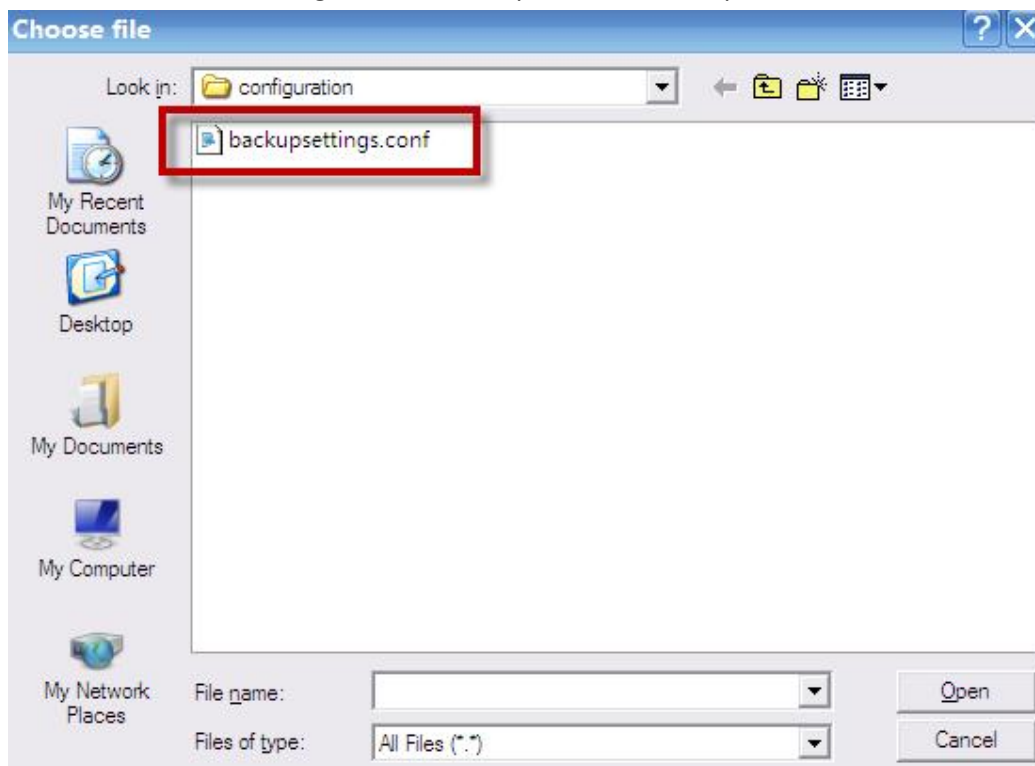 Choose file
Look in:
configuration
backupsettings.conf
My Recent
Documents
Desktop
My Documents
My Computer
My Network
Places
File name:
Open
Files of type:
All Files (*.*)
Cancel